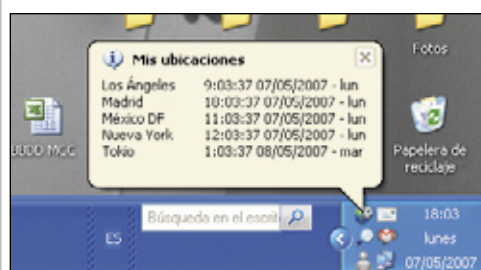 Fotos
Mis ubicaciones
Los Ángeles 9:03:37 07/05/2007 - lun
Madrid 18:03:37 07/05/2007 - lun
México DF 11:03:37 07/05/2007 - lun
Nueva York 12:03:37 07/05/2007 - lun
Tokio 1:03:37 08/05/2007 - mar
BBDD MGC
Papelera de
reciclaje
Búsqueda en el escrit
ES
18:03
lunes
07/05/2007